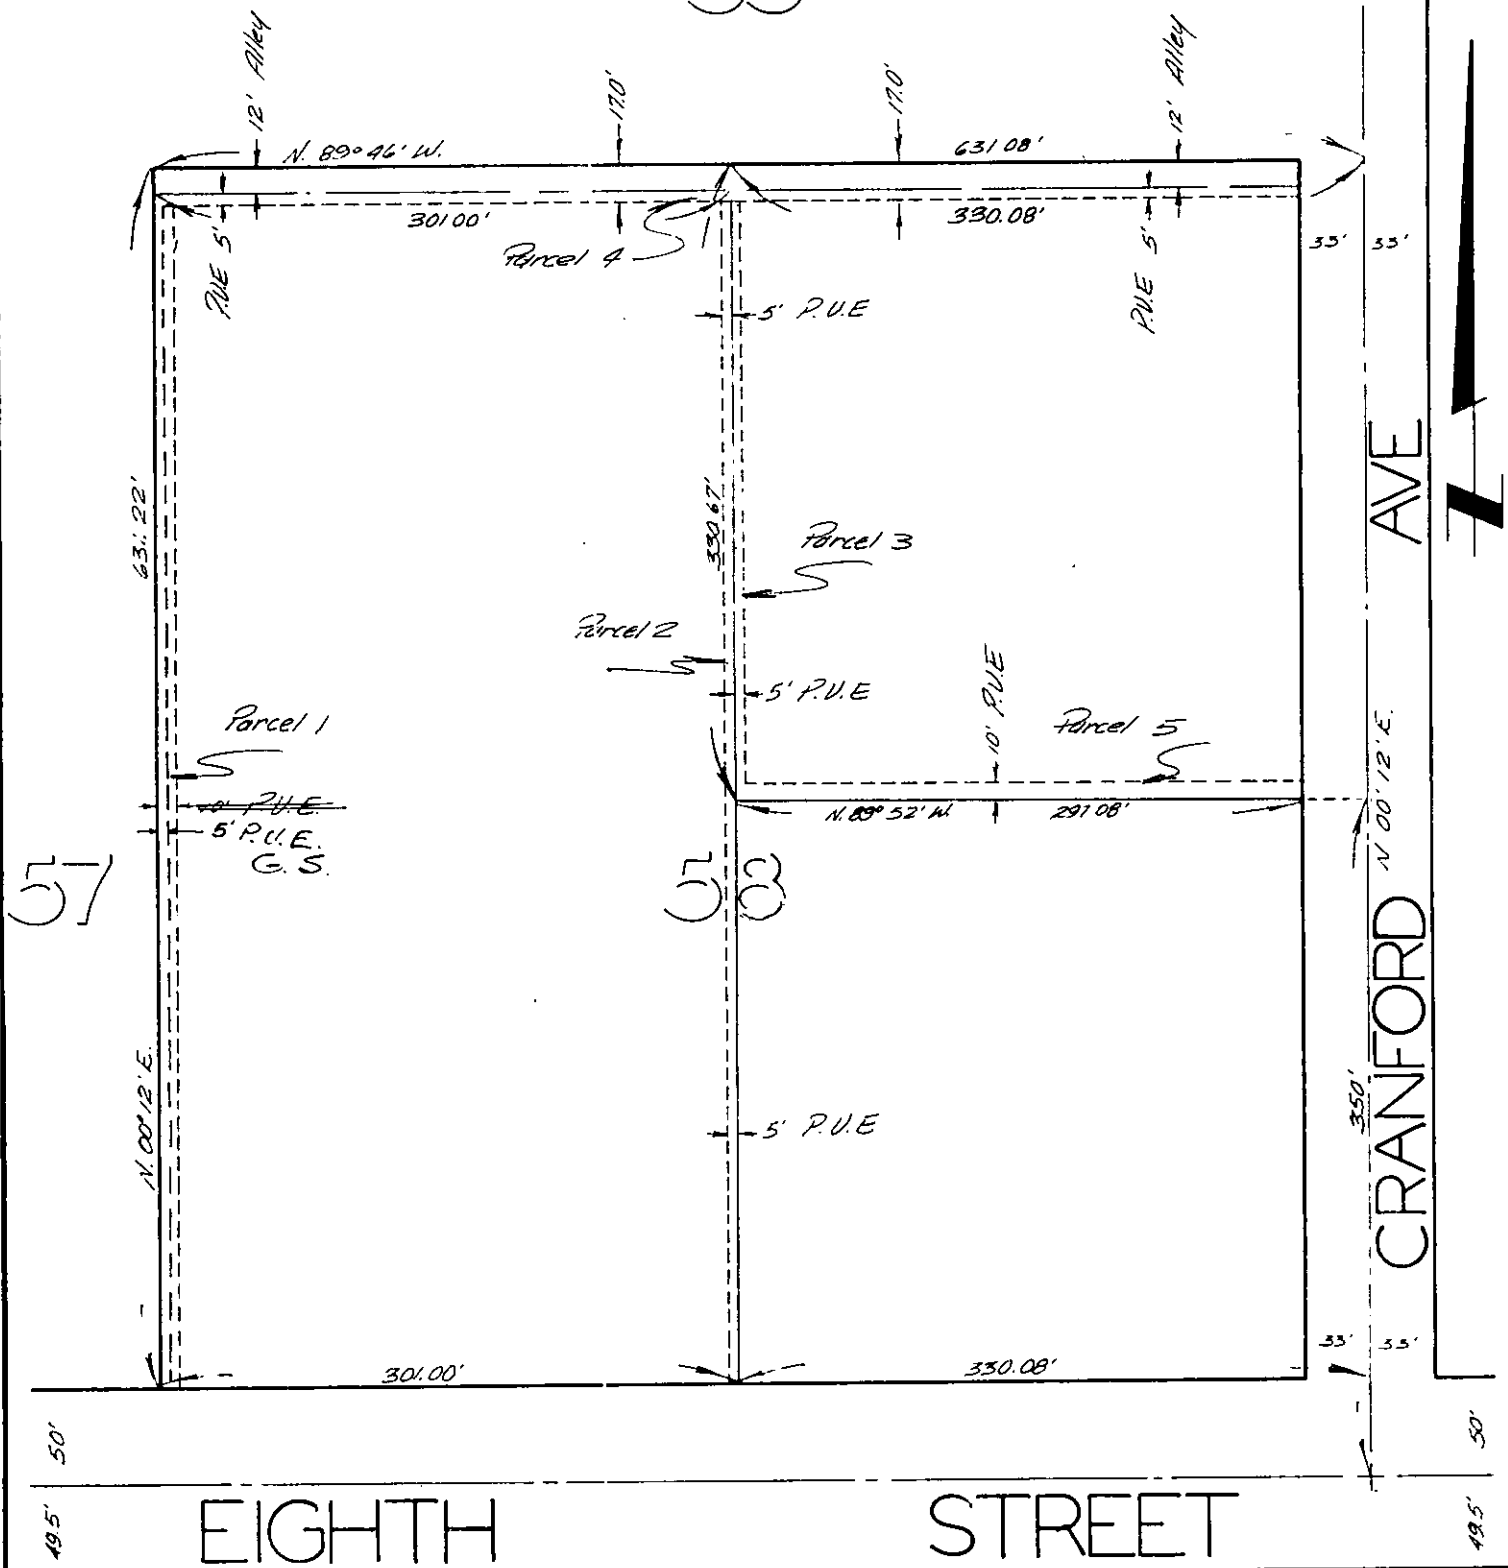 12' Alley
17.0'
17.0'
12' Alley
N. 89° 46' W.
631.08'
301.00'
330.08'
Parcel 4
P.U.E 5'
5' P.U.E
P.U.E 5'
33' 33'
631.22'
330.67'
Parcel 3
AVE
Parcel 2
5' P.U.E
10' P.U.E
Parcel 1
Parcel 5
N 00° 12' E.
10' P.U.E.
5' P.U.E.
G. S.
N. 89° 52' W.
297.08'
57
58
CRANFORD
N. 00° 12' E.
350'
5' P.U.E
301.00'
330.08'
33' 33'
50'
50'
EIGHTH STREET
49.5'
49.5'